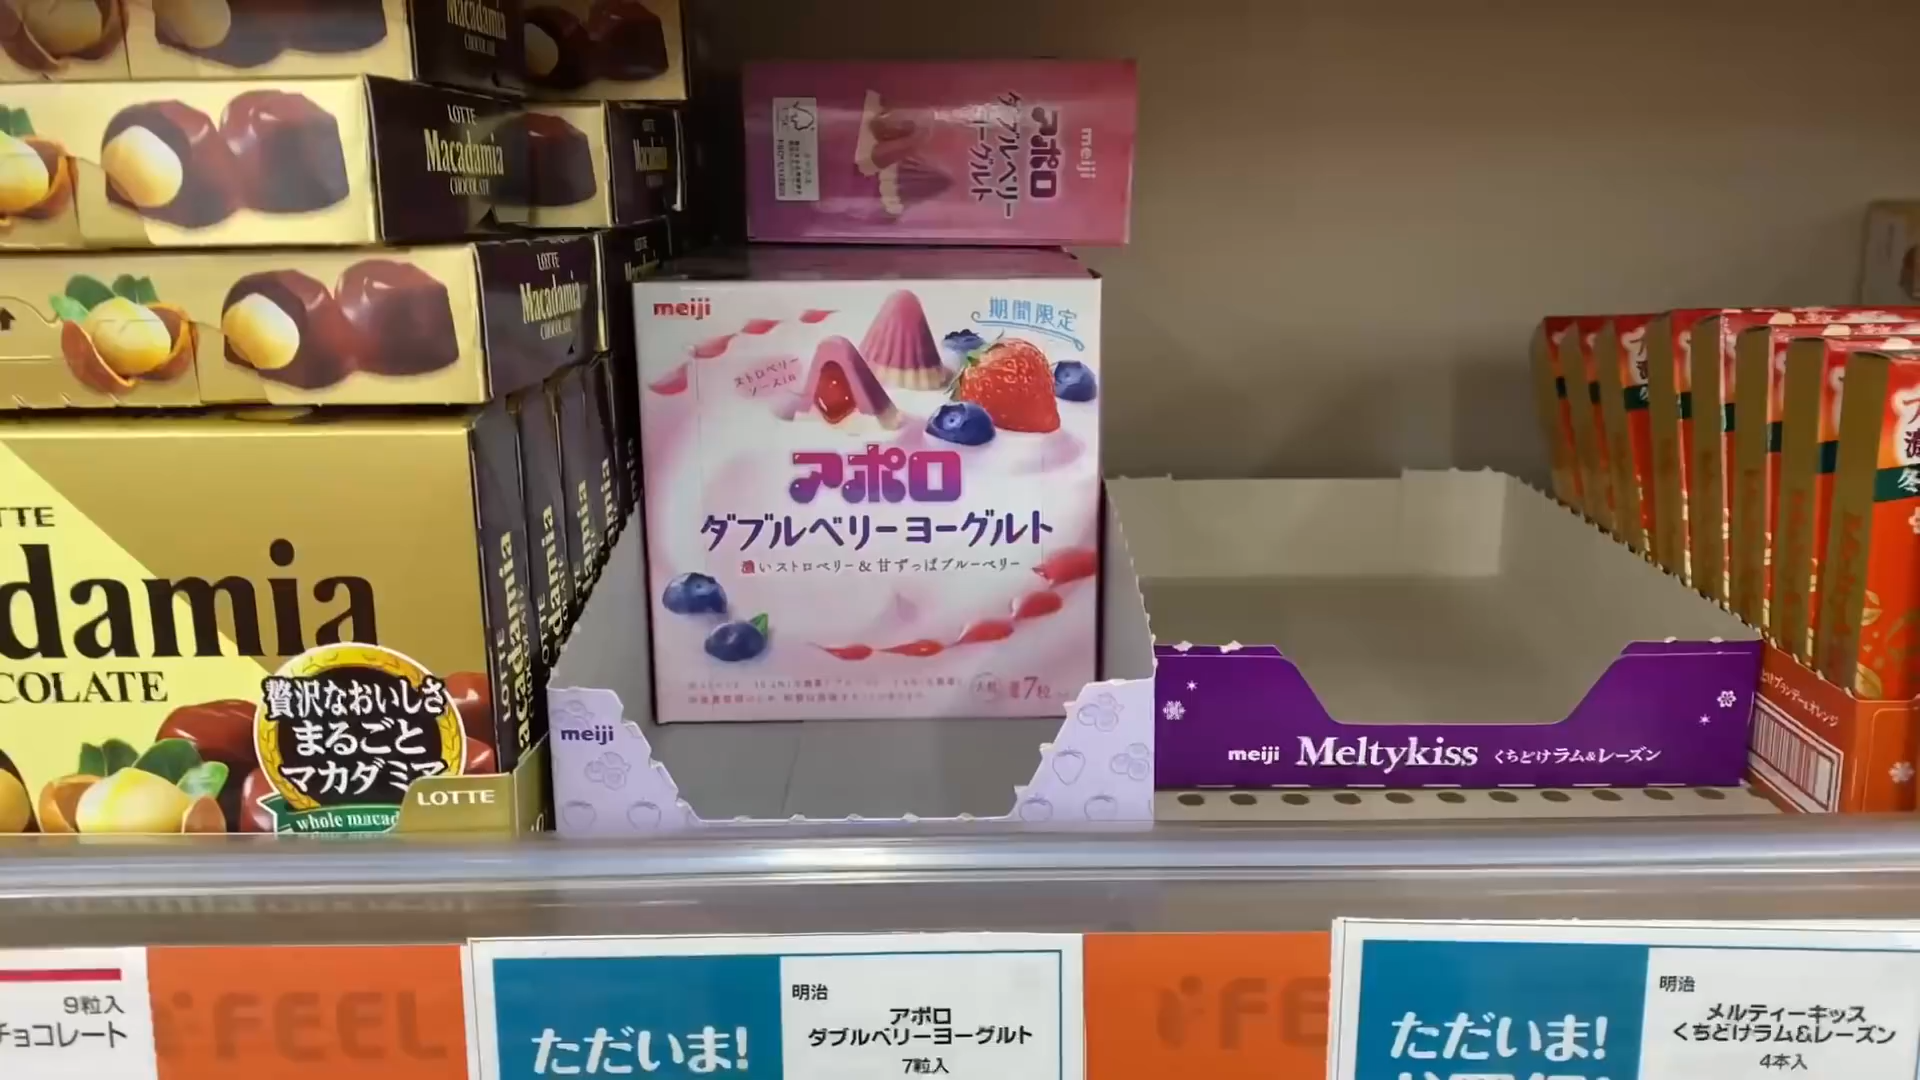 Macadamia
CHOCOLATE
LOTTE
Macadamia
CHOCOLATE
LOTTE
Macadamia
LOTTE
Macadamia
CHOCOLATE
TTE
damia
COLATE
贅沢なおいしさ
まるごと
マカダミア
whole macad
LOTTE
LOTTE
acadamia
meiji
アポロ
ダブルベリー
ヨーグルト
meiji
期間限定
ストロベリー
ソースin
アポロ
ダブルベリーヨーグルト
濃いストロベリー&甘ずっぱブルーベリー
7粒
meiji
meiji Meltykiss くちどけラム&レーズン
9粒入
チョコレート
FEEL
ただいま!
明治
アポロ
ダブルベリーヨーグルト
7粒入
FE
ただいま!
明治
メルティーキッス
くちどけラム&レーズン
4本入